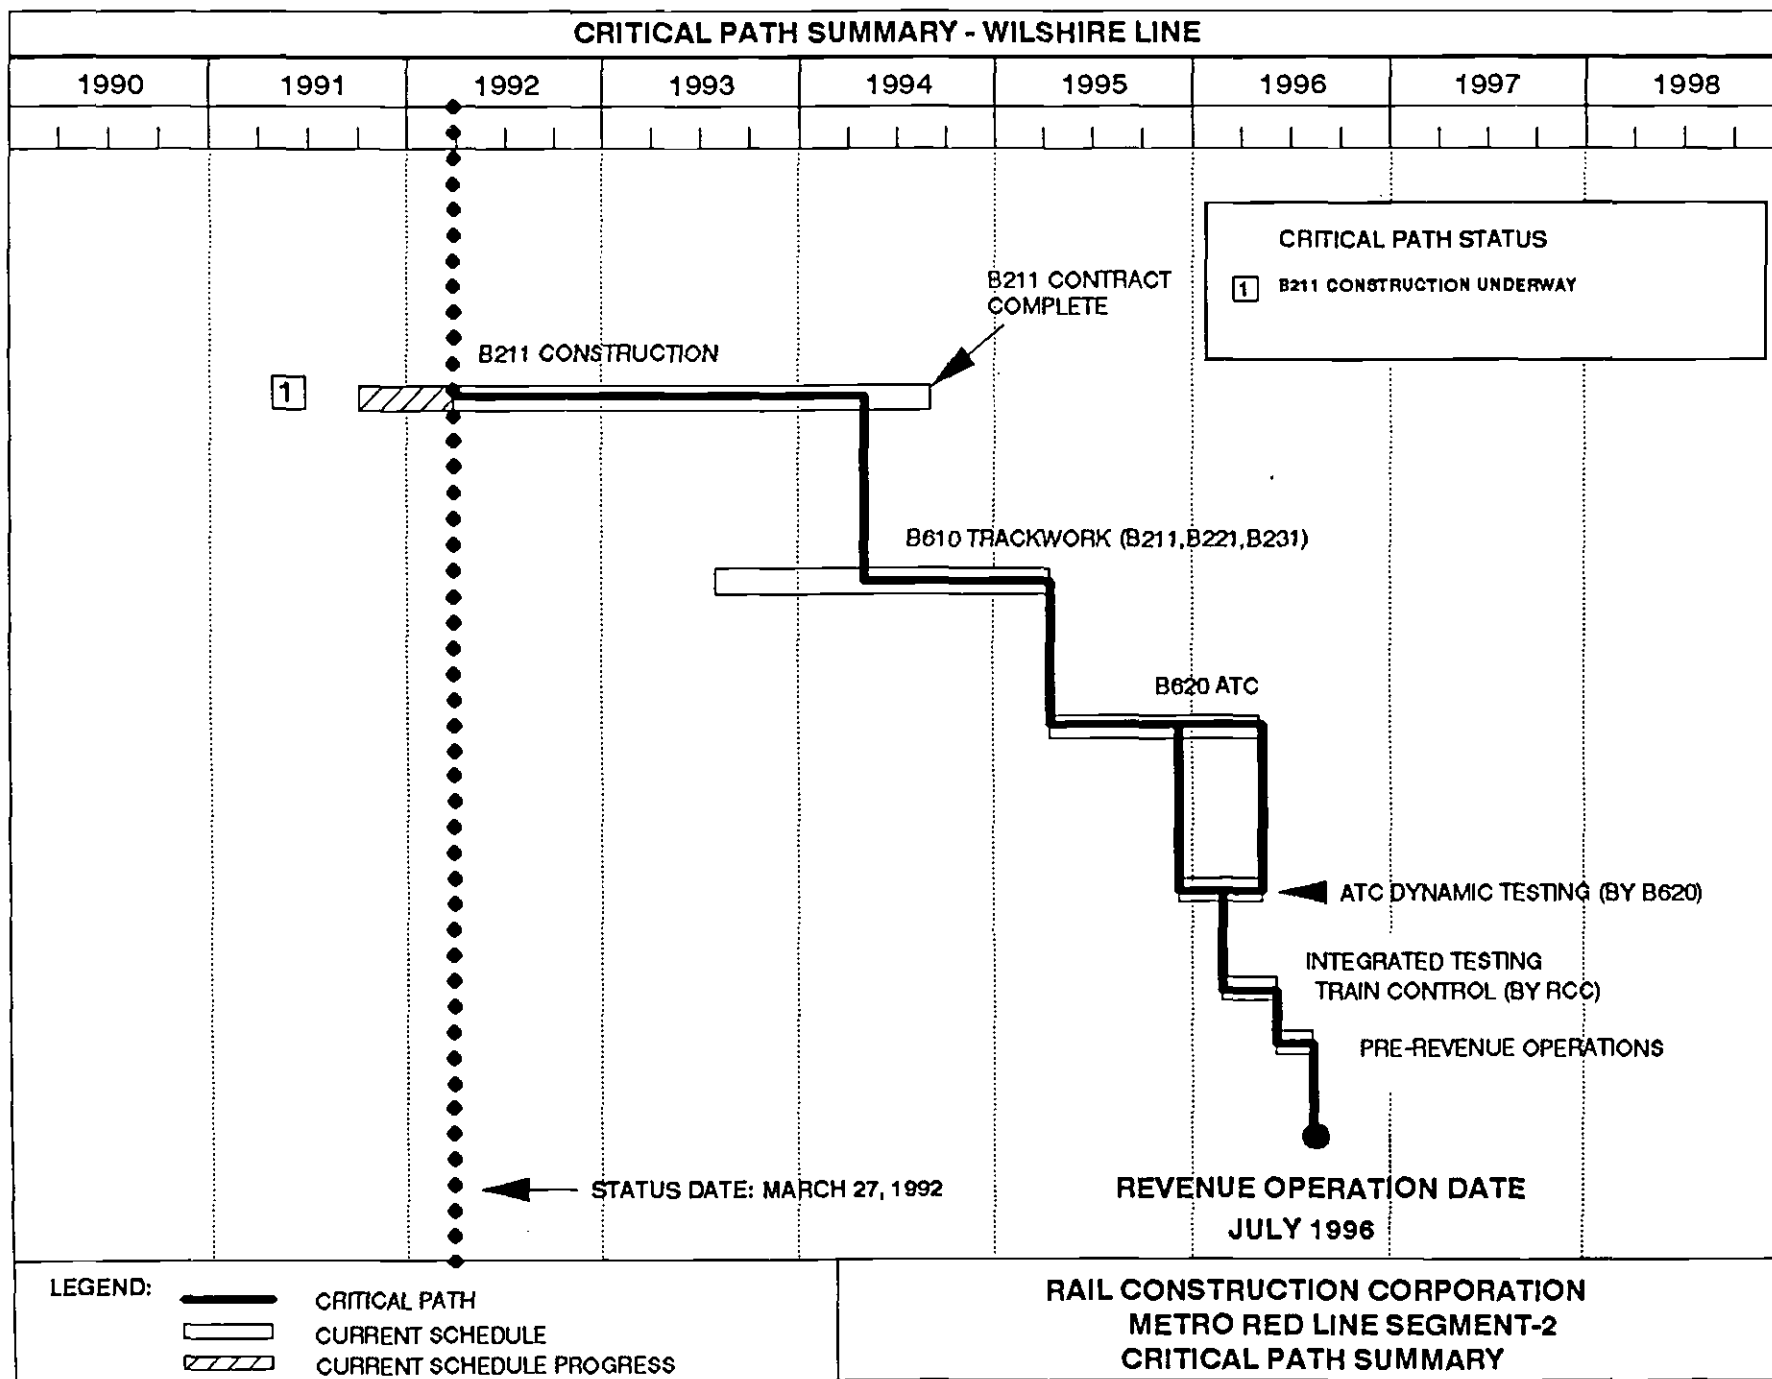 CRITICAL PATH SUMMARY - WILSHIRE LINE
1990 1991 1992 1993 1994 1995 1996 1997 1998
CRITICAL PATH STATUS
1 B211 CONSTRUCTION UNDERWAY
B211 CONTRACT
COMPLETE
B211 CONSTRUCTION
1
B610 TRACKWORK (B211,B221,B231)
B620 ATC
ATC DYNAMIC TESTING (BY B620)
INTEGRATED TESTING
TRAIN CONTROL (BY RCC)
PRE-REVENUE OPERATIONS
STATUS DATE: MARCH 27, 1992
REVENUE OPERATION DATE
JULY 1996
LEGEND:
CRITICAL PATH
CURRENT SCHEDULE
CURRENT SCHEDULE PROGRESS
RAIL CONSTRUCTION CORPORATION
METRO RED LINE SEGMENT-2
CRITICAL PATH SUMMARY